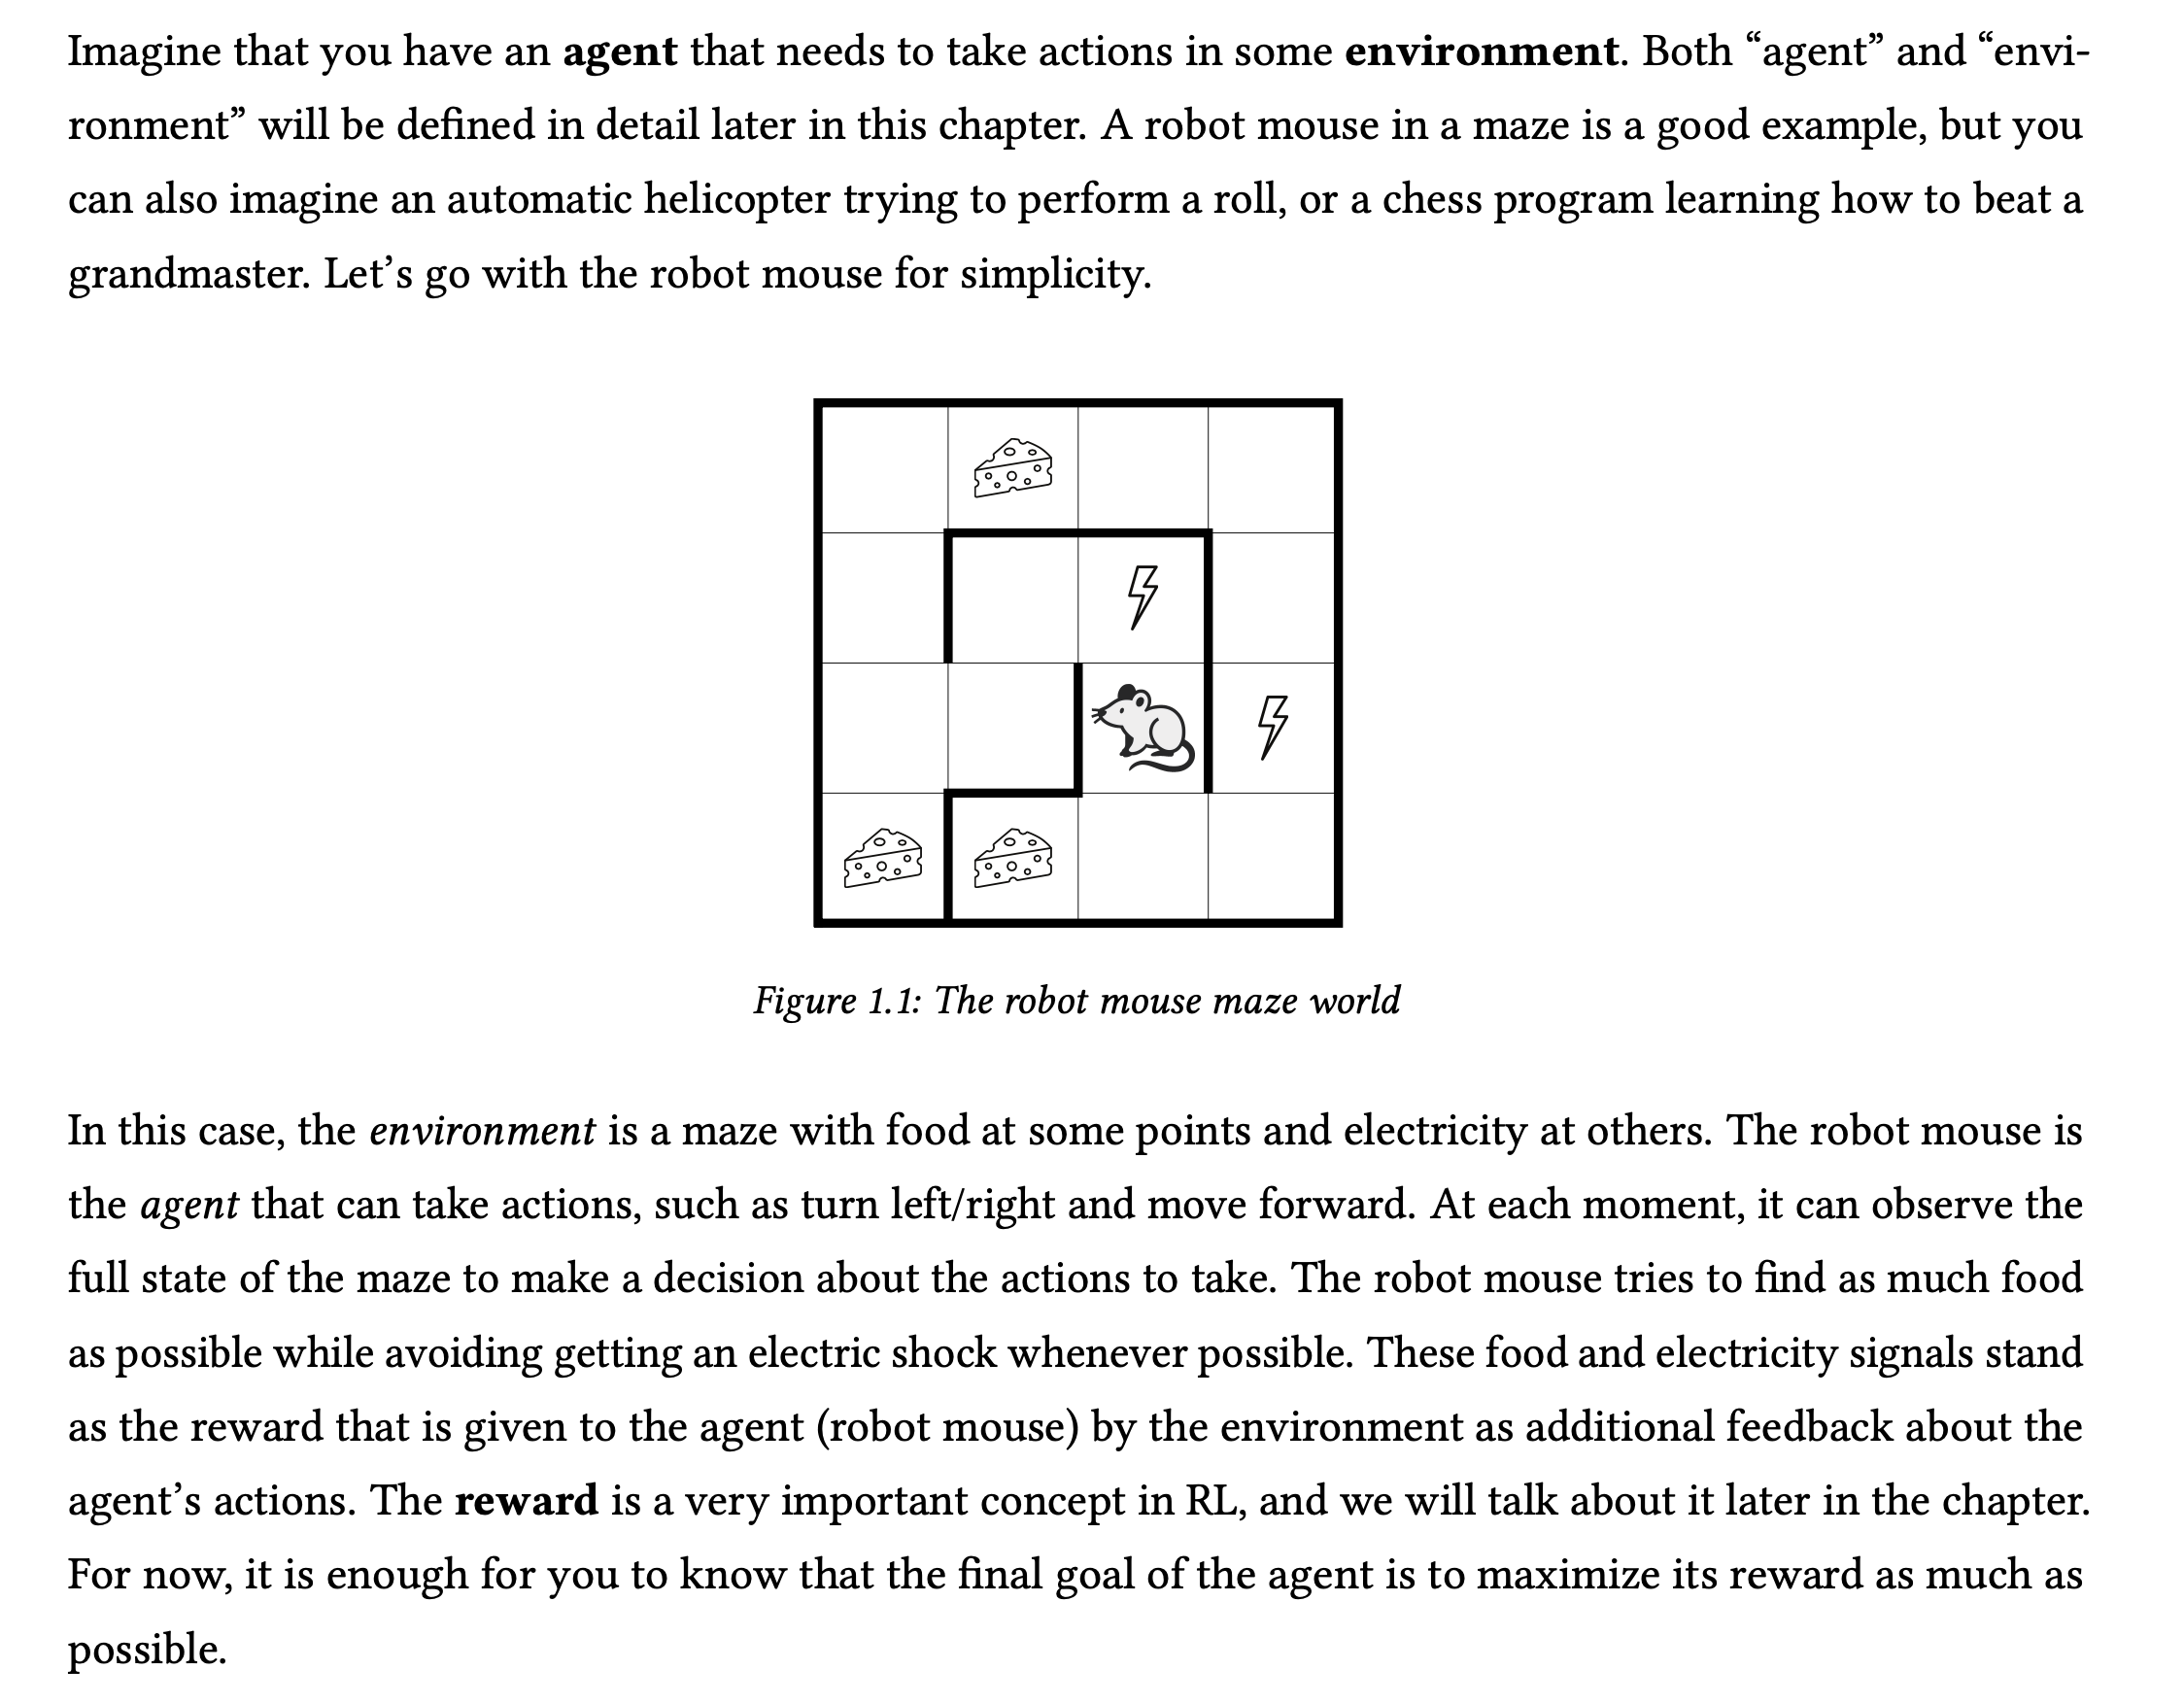 Imagine that you have an agent that needs to take actions in some environment. Both “agent” and “envi-
ronment” will be defined in detail later in this chapter. A robot mouse in a maze is a good example, but you
can also imagine an automatic helicopter trying to perform a roll, or a chess program learning how to beat a
grandmaster. Let’s go with the robot mouse for simplicity.
Figure 1.1: The robot mouse maze world
In this case, the environment is a maze with food at some points and electricity at others. The robot mouse is
the agent that can take actions, such as turn left/right and move forward. At each moment, it can observe the
full state of the maze to make a decision about the actions to take. The robot mouse tries to find as much food
as possible while avoiding getting an electric shock whenever possible. These food and electricity signals stand
as the reward that is given to the agent (robot mouse) by the environment as additional feedback about the
agent’s actions. The reward is a very important concept in RL, and we will talk about it later in the chapter.
For now, it is enough for you to know that the final goal of the agent is to maximize its reward as much as
possible.